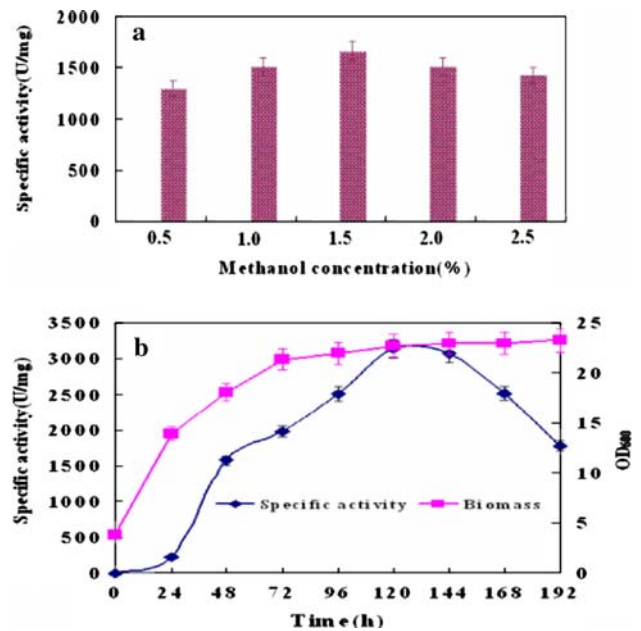 a
Specific activity(U/mg)
2000
1500
1000
500
0
0.5 1.0 1.5 2.0 2.5
Methanol concentration(%)
b
Specific activity(U/mg)
3500
3000
2500
2000
1500
1000
500
0
25
20
15
10
5
0
OD600
Specific activity Biomass
0 24 48 72 96 120 144 168 192
Time(h)